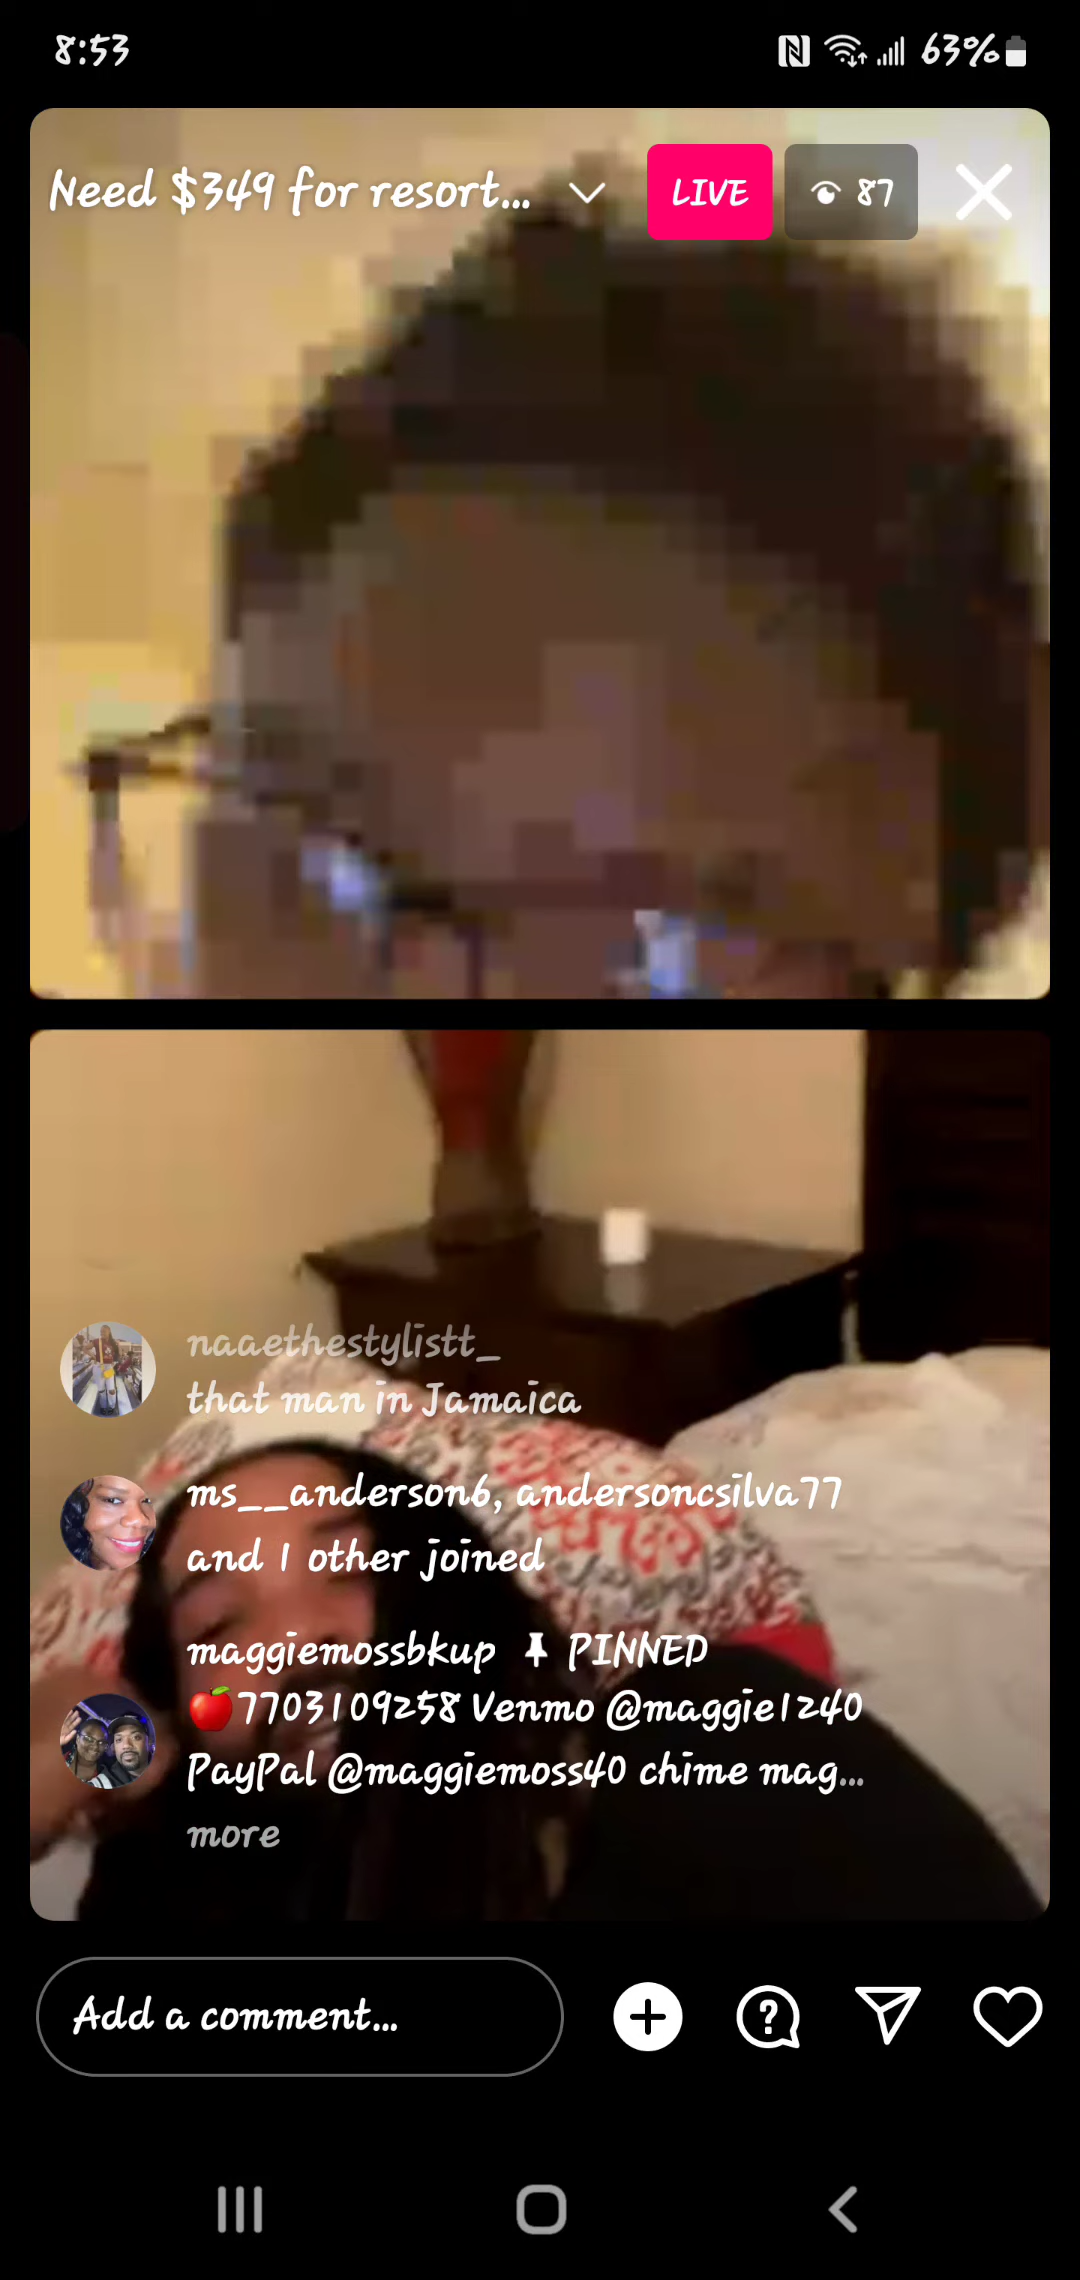 8:53
63%
Need $349 for resort...
LIVE
87
naaethestylistt_
that man in Jamaica
ms__anderson6, andersoncsilva77
and 1 other joined
maggiemossbkup 📌 PINNED
🍎7703109258 Venmo @maggie1240
PayPal @maggiemoss40 chime mag...
more
Add a comment...